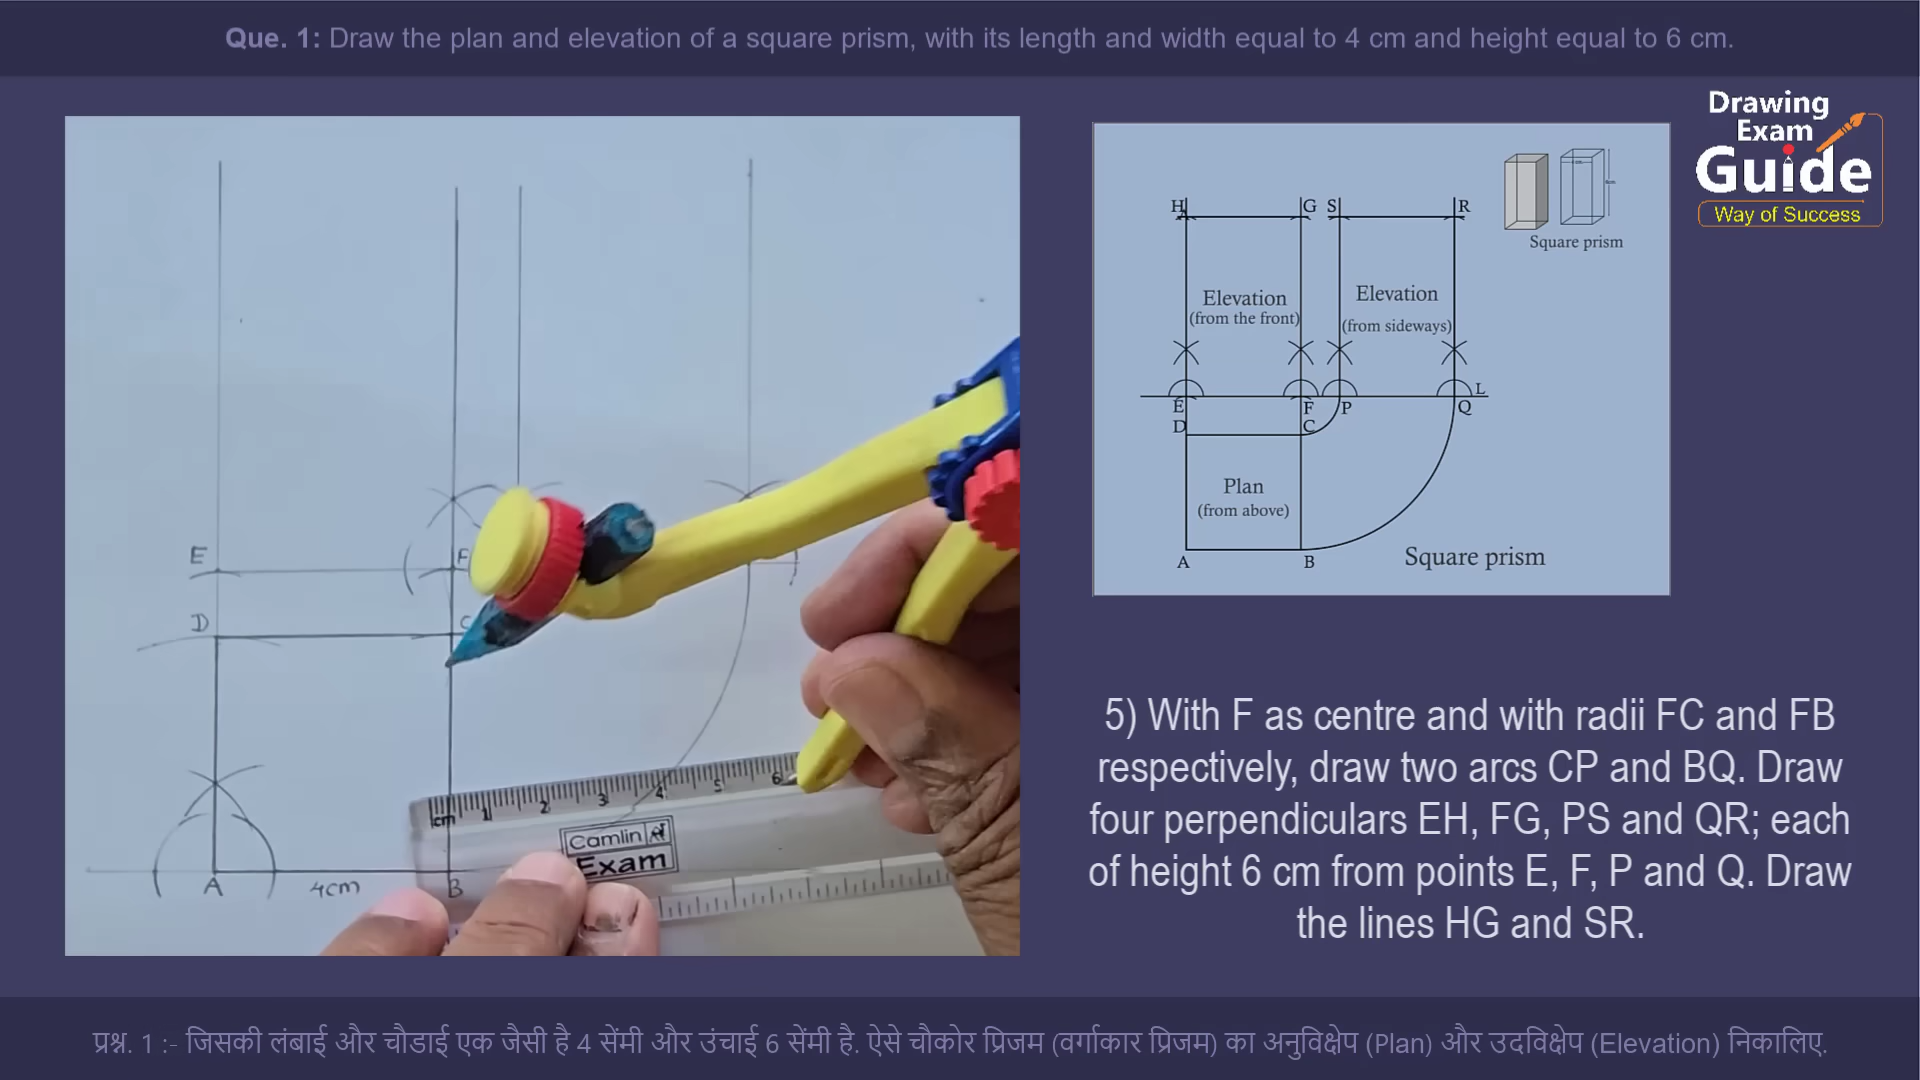 Que. 1: Draw the plan and elevation of a square prism, with its length and width equal to 4 cm and height equal to 6 cm.
Drawing
Exam
Guide
Way of Success
Square prism
H G S R
Elevation
(from the front)
Elevation
(from sideways)
L
E F P Q
D C
Plan
(from above)
A B
Square prism
E F
D C
A 4cm B
cm 1 2 3 4 5 6
Camlin
Exam
5) With F as centre and with radii FC and FB
respectively, draw two arcs CP and BQ. Draw
four perpendiculars EH, FG, PS and QR; each
of height 6 cm from points E, F, P and Q. Draw
the lines HG and SR.
प्रश्न. 1 :- जिसकी लंबाई और चौडाई एक जैसी है 4 सेंमी और उंचाई 6 सेंमी है. ऐसे चौकोर प्रिजम (वर्गाकार प्रिजम) का अनुविक्षेप (Plan) और उदविक्षेप (Elevation) निकालिए.